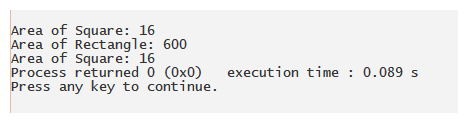 Area of Square: 16
Area of Rectangle: 600
Area of Square: 16
Process returned 0 (0x0)   execution time : 0.089 s
Press any key to continue.